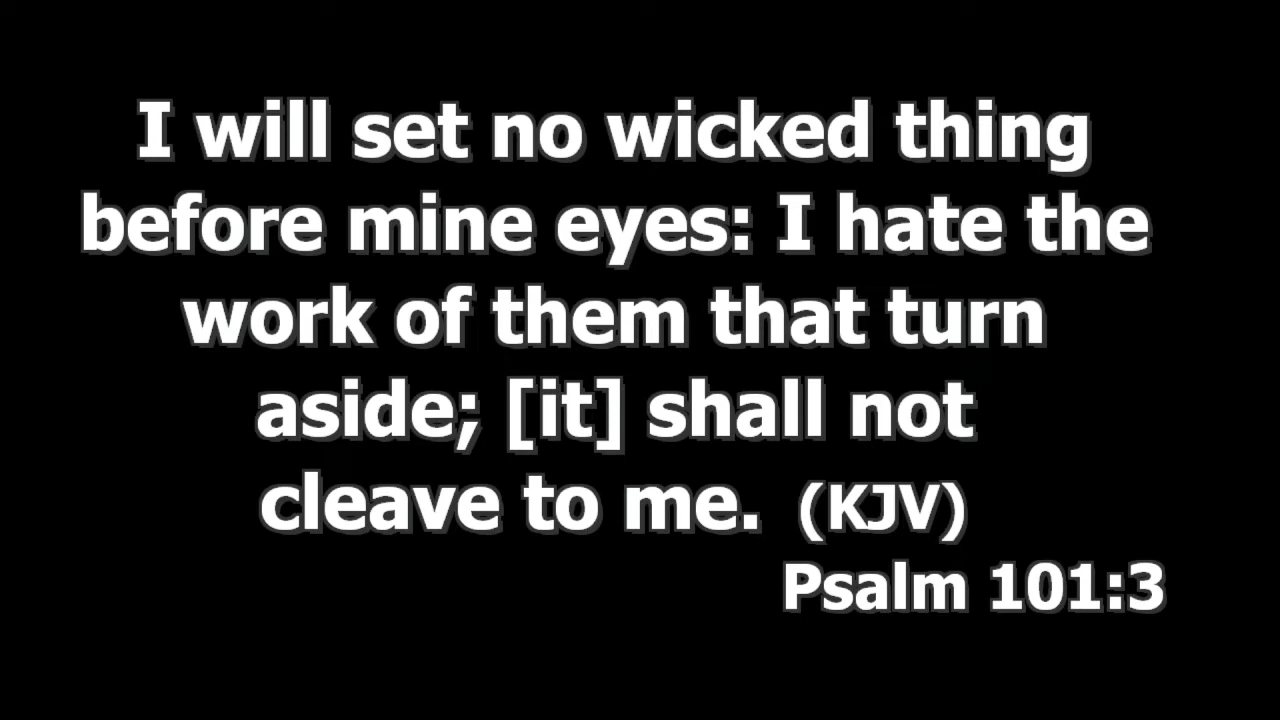 I will set no wicked thing
before mine eyes: I hate the
work of them that turn
aside; [it] shall not
cleave to me. (KJV)
Psalm 101:3